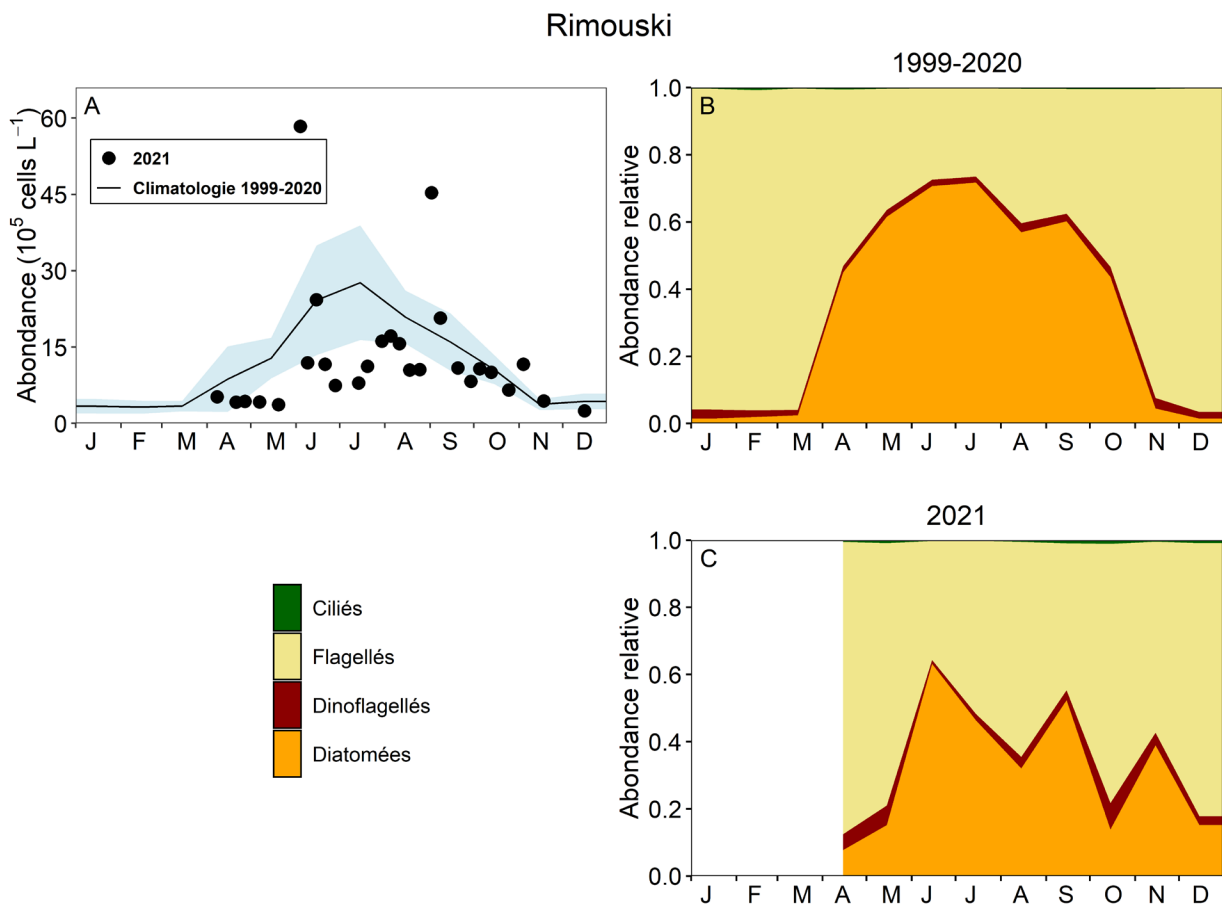 Rimouski
A
Abondance (10⁵ cells L⁻¹)
60
45
30
15
0
2021
Climatologie 1999-2020
J F M A M J J A S O N D
1999-2020
B
Abondance relative
1.0
0.8
0.6
0.4
0.2
0.0
J F M A M J J A S O N D
2021
C
Abondance relative
1.0
0.8
0.6
0.4
0.2
0.0
J F M A M J J A S O N D
Ciliés
Flagellés
Dinoflagellés
Diatomées